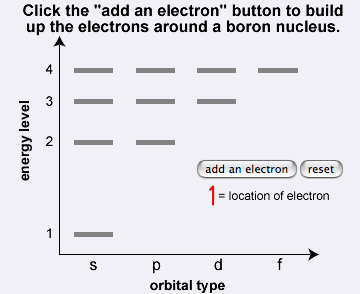 Click the "add an electron" button to build
up the electrons around a boron nucleus.
energy level
4
3
2
1
add an electron reset
1 = location of electron
s p d f
orbital type